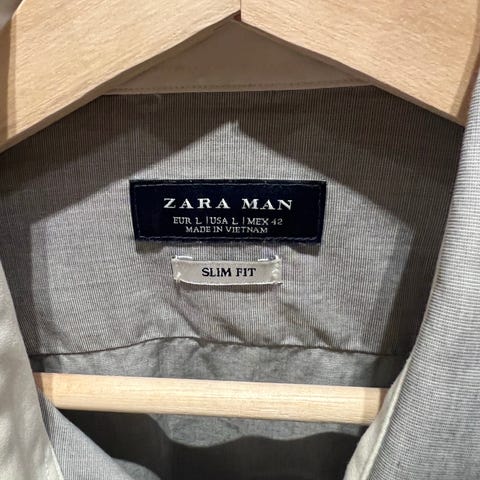 ZARA MAN
EUR L | USA L | MEX 42
MADE IN VIETNAM
SLIM FIT